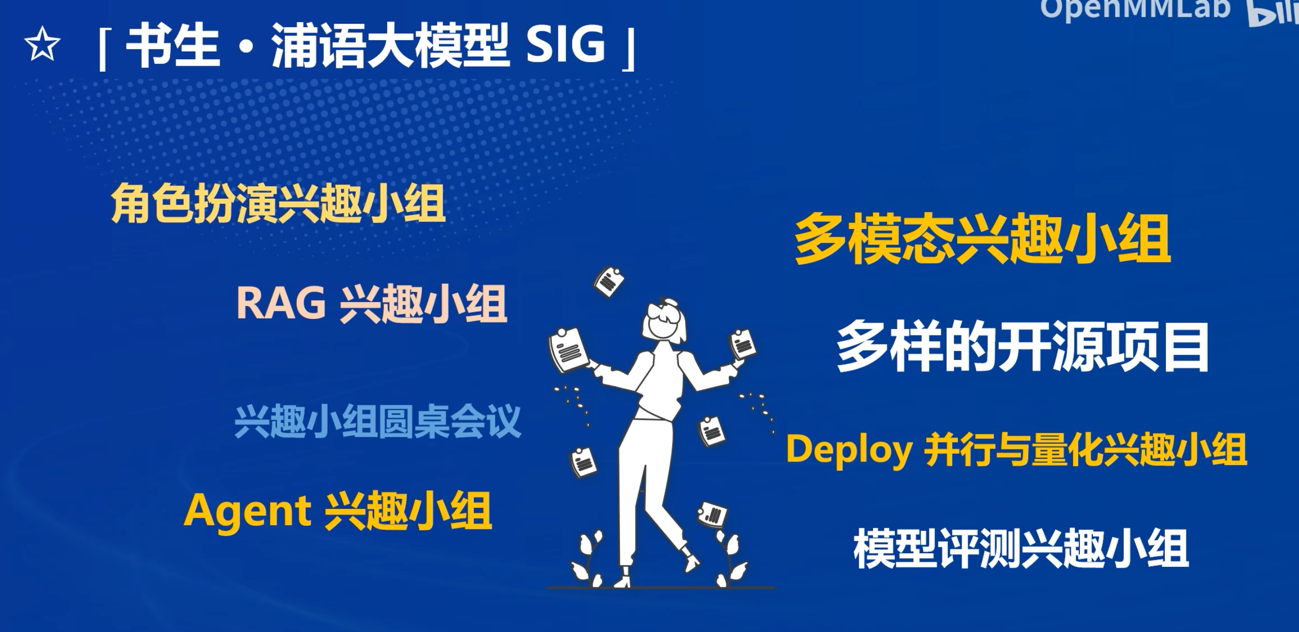 OpenMMLab bili
☆ 「书生・浦语大模型 SIG」
角色扮演兴趣小组
多模态兴趣小组
RAG 兴趣小组
多样的开源项目
兴趣小组圆桌会议
Deploy 并行与量化兴趣小组
Agent 兴趣小组
模型评测兴趣小组